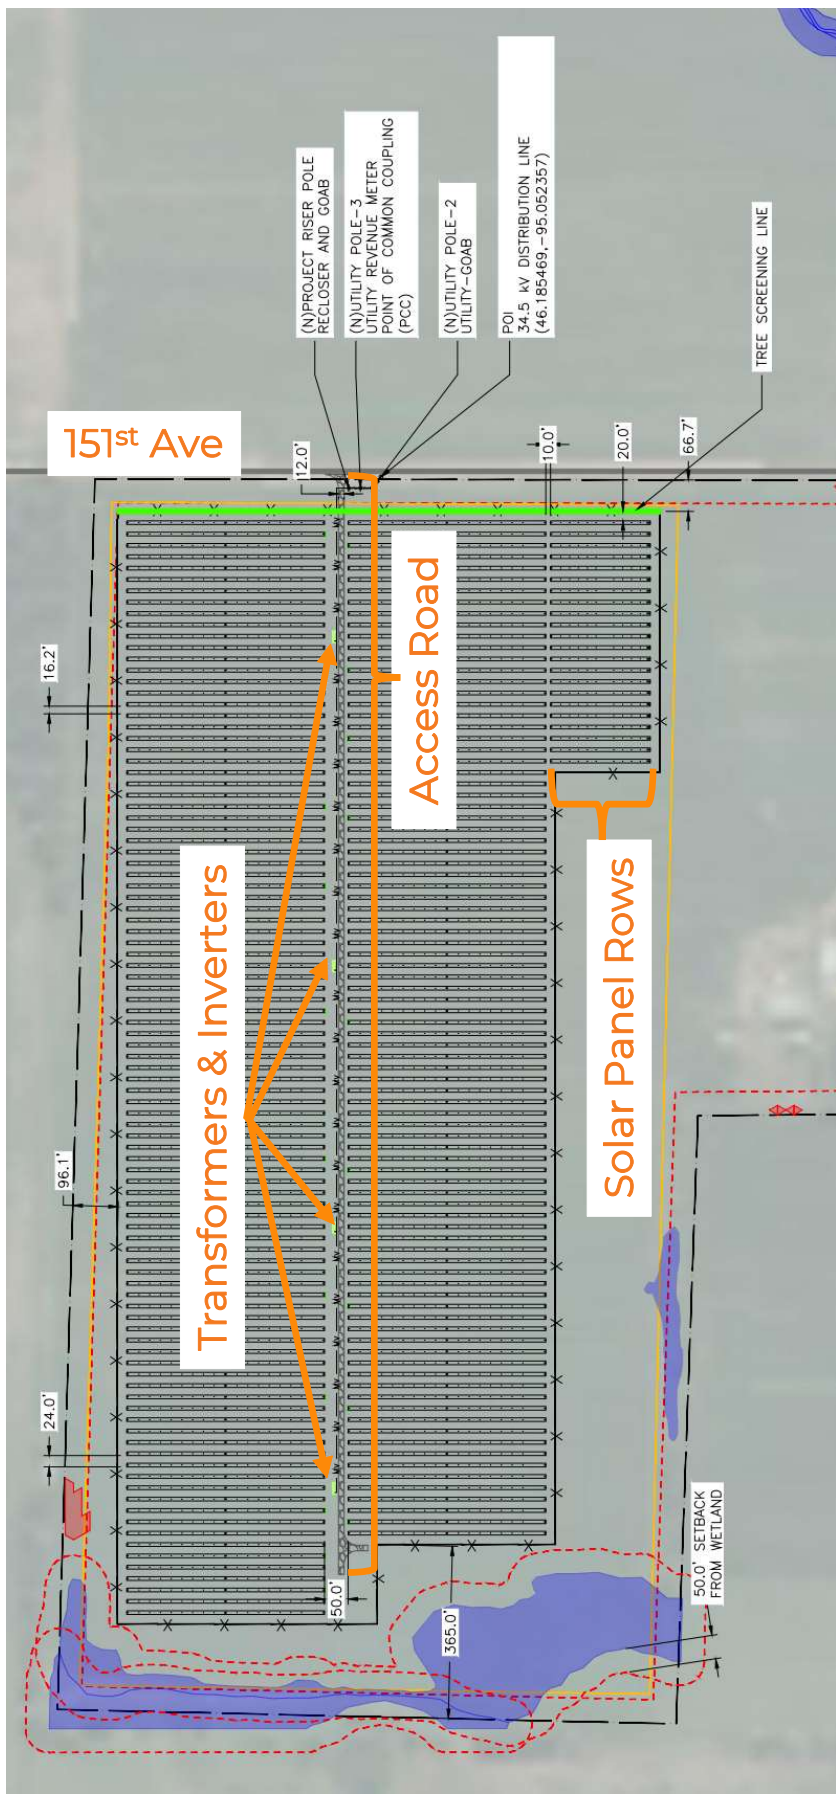 (N)PROJECT RISER POLE
RECLOSER AND GOAB
(N)UTILITY POLE-3
UTILITY REVENUE METER
POINT OF COMMON COUPLING
(PCC)
(N)UTILITY POLE-2
UTILITY-GOAB
POI
34.5 kV DISTRIBUTION LINE
(46.185469,-95.052357)
TREE SCREENING LINE
151st Ave
12.0'
10.0'
20.0'
66.7'
16.2'
Access Road
Transformers & Inverters
Solar Panel Rows
96.1'
24.0'
50.0'
365.0'
50.0' SETBACK
FROM WETLAND